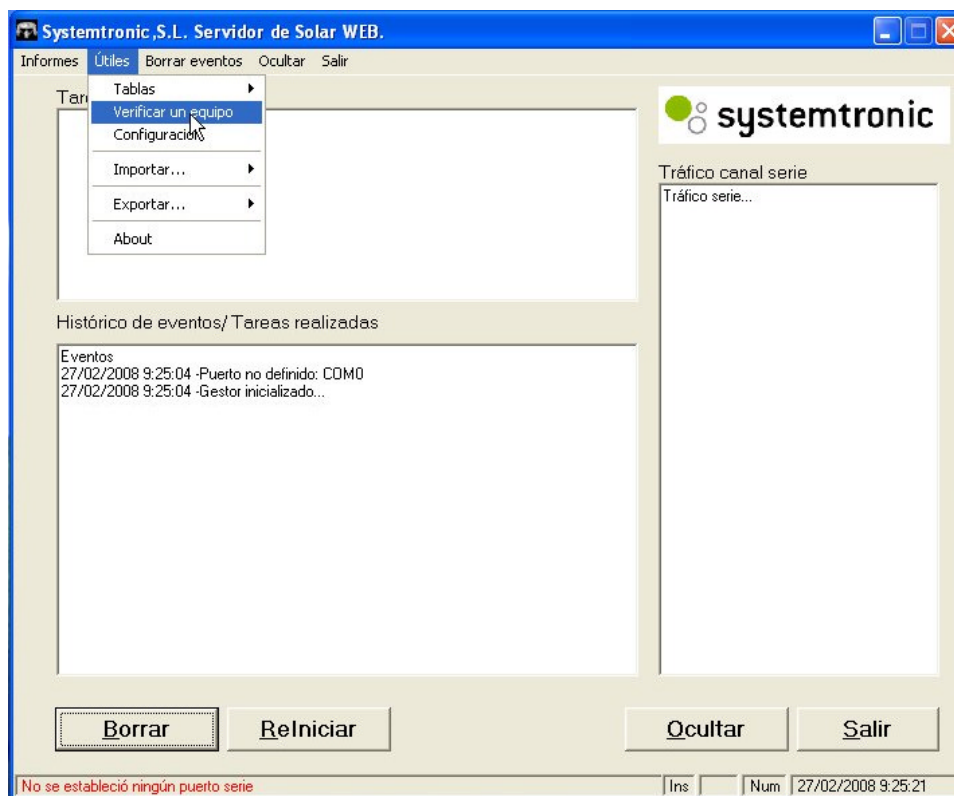 Systemtronic,S.L. Servidor de Solar WEB.
Informes Útiles Borrar eventos Ocultar Salir
Tablas
Verificar un equipo
Configuración
Importar...
Exportar...
About
systemtronic
Tráfico canal serie
Tráfico serie...
Histórico de eventos/ Tareas realizadas
Eventos
27/02/2008 9:25:04 -Puerto no definido: COM0
27/02/2008 9:25:04 -Gestor inicializado...
Borrar ReIniciar Ocultar Salir
No se estableció ningún puerto serie Ins Num 27/02/2008 9:25:21